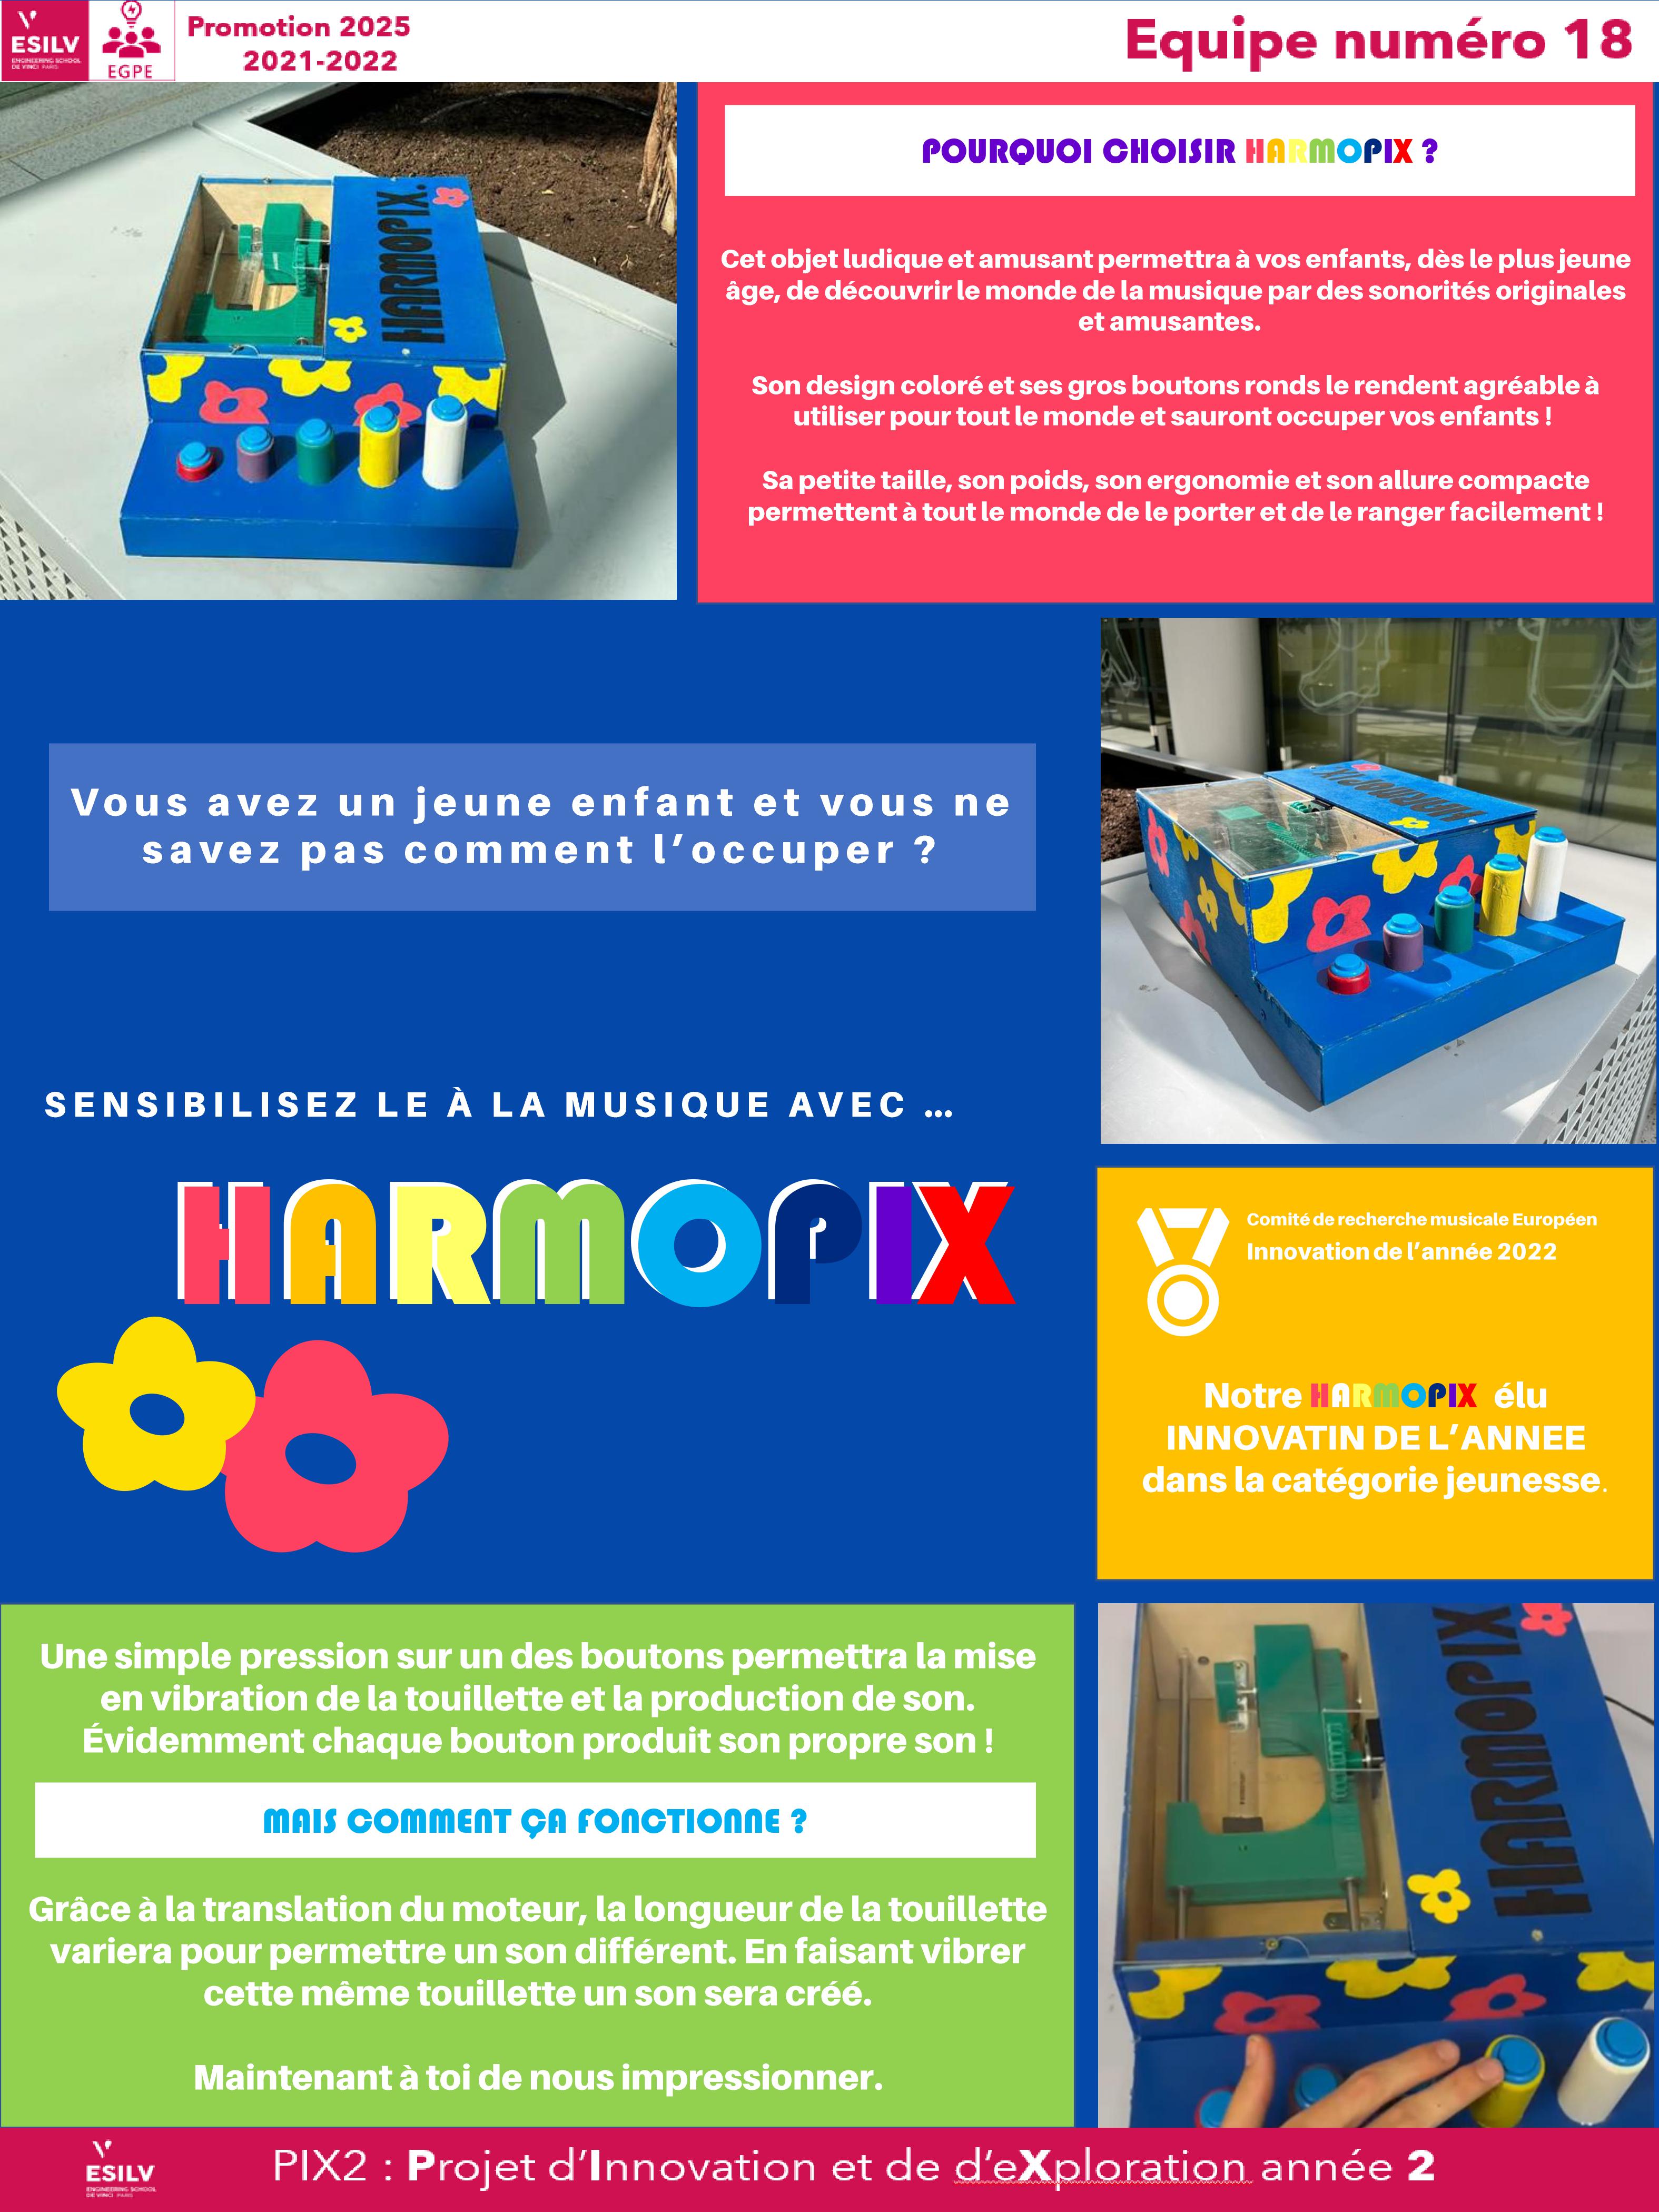 ESILV
ENGINEERING SCHOOL
DE VINCI PARIS
EGPE
Promotion 2025
2021-2022
Equipe numéro 18
HARMOPIX.
POURQUOI CHOISIR HARMOPIX ?
Cet objet ludique et amusant permettra à vos enfants, dès le plus jeune
âge, de découvrir le monde de la musique par des sonorités originales
et amusantes.
Son design coloré et ses gros boutons ronds le rendent agréable à
utiliser pour tout le monde et sauront occuper vos enfants !
Sa petite taille, son poids, son ergonomie et son allure compacte
permettent à tout le monde de le porter et de le ranger facilement !
Vous avez un jeune enfant et vous ne
savez pas comment l’occuper ?
HARMOPIX.
SENSIBILISEZ LE À LA MUSIQUE AVEC …
HARMOPIX
Comité de recherche musicale Européen
Innovation de l’année 2022
Notre HARMOPIX élu
INNOVATIN DE L’ANNEE
dans la catégorie jeunesse.
Une simple pression sur un des boutons permettra la mise
en vibration de la touillette et la production de son.
Évidemment chaque bouton produit son propre son !
MAIS COMMENT ÇA FONCTIONNE ?
Grâce à la translation du moteur, la longueur de la touillette
variera pour permettre un son différent. En faisant vibrer
cette même touillette un son sera créé.
Maintenant à toi de nous impressionner.
HARMOPIX
ESILV
ENGINEERING SCHOOL
DE VINCI PARIS
PIX2 : Projet d’Innovation et de d’eXploration année 2